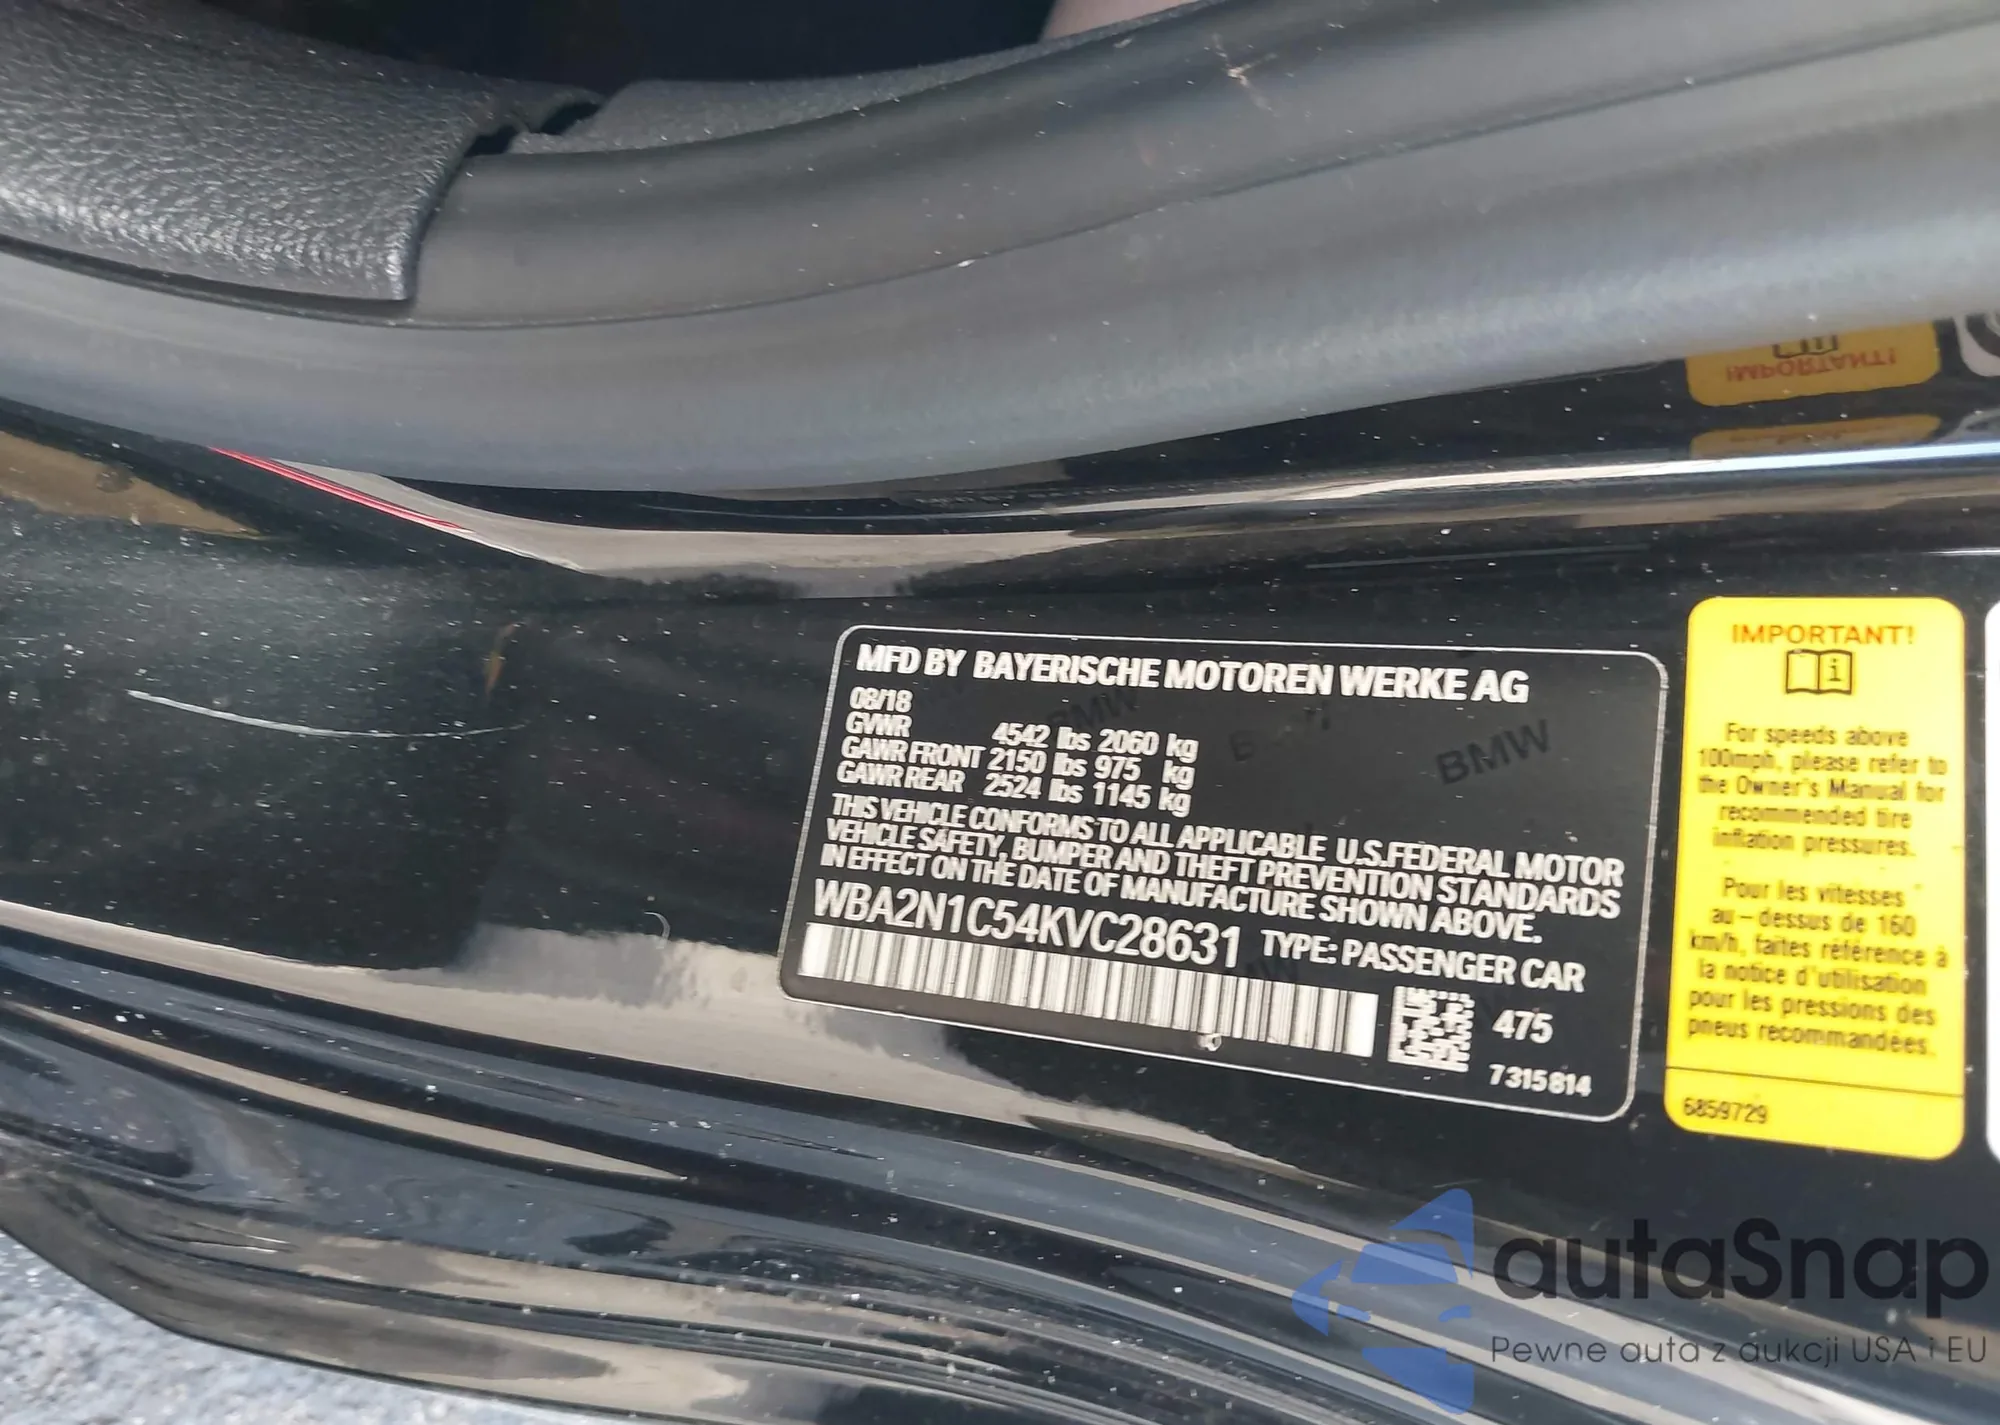 IMPORTANT!
MFD BY BAYERISCHE MOTOREN WERKE AG
08/18
GVWR 4542 lbs 2060 kg
GAWR FRONT 2150 lbs 975 kg
GAWR REAR 2524 lbs 1145 kg
THIS VEHICLE CONFORMS TO ALL APPLICABLE U.S.FEDERAL MOTOR
VEHICLE SAFETY, BUMPER AND THEFT PREVENTION STANDARDS
IN EFFECT ON THE DATE OF MANUFACTURE SHOWN ABOVE.
WBA2N1C54KVC28631 TYPE: PASSENGER CAR
475
7315814
BMW
BMW
IMPORTANT!
For speeds above
100mph, please refer to
the Owner's Manual for
recommended tire
inflation pressures.
Pour les vitesses
au-dessus de 160
km/h, faites référence à
la notice d'utilisation
pour les pressions des
pneus recommandées.
6859729
autaSnap
Pewne auta z aukcji USA i EU